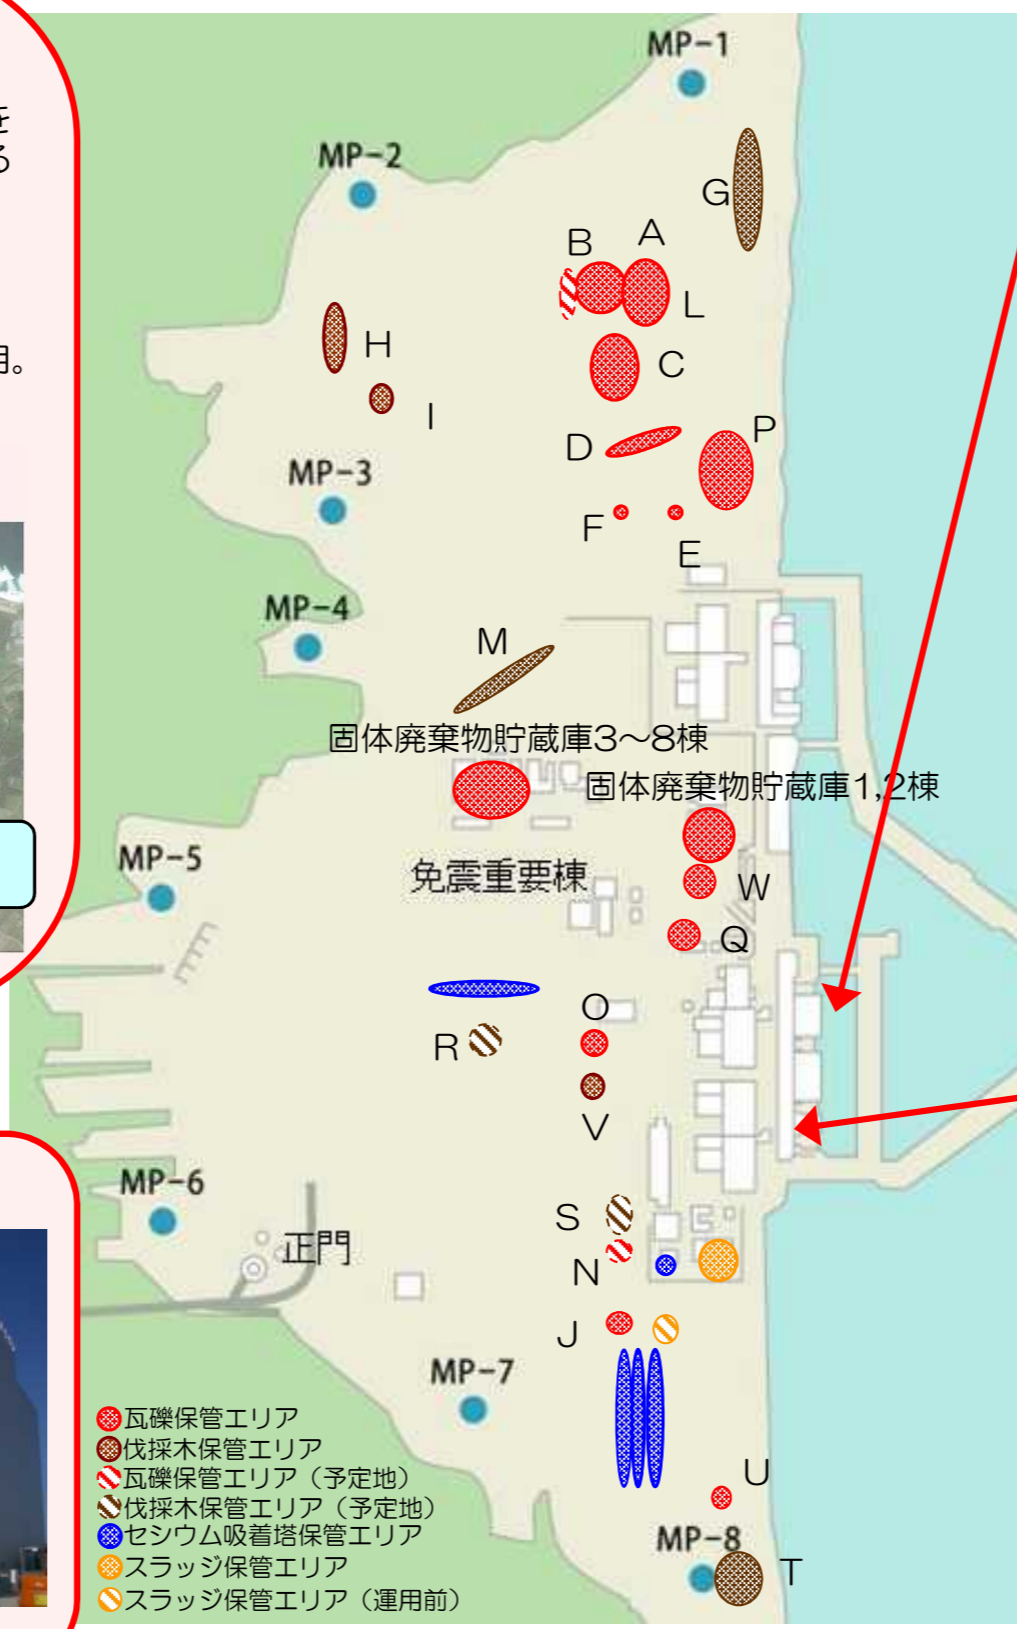 を
る
用。
MP-1
MP-2
G
B
A
L
H
C
I
D
P
MP-3
F
E
MP-4
M
固体廃棄物貯蔵庫3～8棟
固体廃棄物貯蔵庫1,2棟
MP-5
免震重要棟
W
Q
O
R
V
MP-6
S
正門
N
J
MP-7
瓦礫保管エリア
伐採木保管エリア
瓦礫保管エリア（予定地）
伐採木保管エリア（予定地）
セシウム吸着塔保管エリア
スラッジ保管エリア
スラッジ保管エリア（運用前）
U
MP-8
T